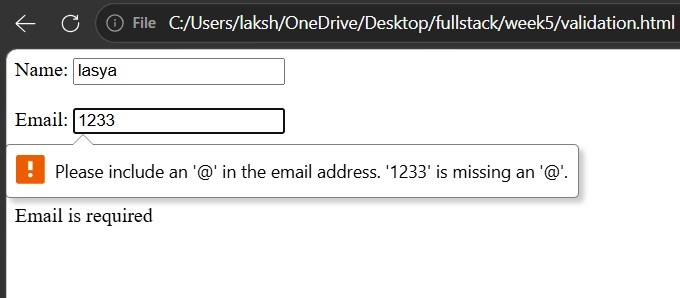 File C:/Users/laksh/OneDrive/Desktop/fullstack/week5/validation.html
Name: lasya
Email: 1233
Please include an '@' in the email address. '1233' is missing an '@'.
Email is required